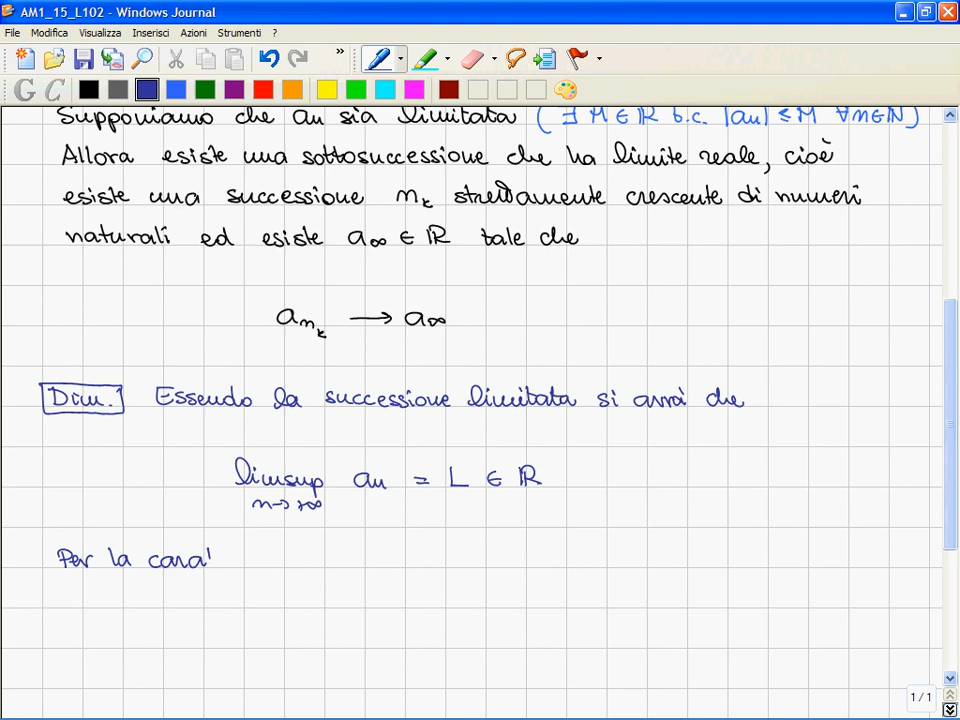 AM1_15_L102 - Windows Journal
File Modifica Visualizza Inserisci Azioni Strumenti ?
»
G C
Supponiamo che an sia limitata (∃ M ∈ ℝ t.c. |an| ≤ M ∀n∈ℕ)
Allora esiste una sottosuccessione che ha limite reale, cioè
esiste una successione nₖ strettamente crescente di numeri
naturali ed esiste a∞ ∈ ℝ tale che
a_{nₖ} → a∞
Dim. Essendo la successione limitata si avrà che
limsup an = L ∈ ℝ
n→+∞
Per la cara
1 / 1